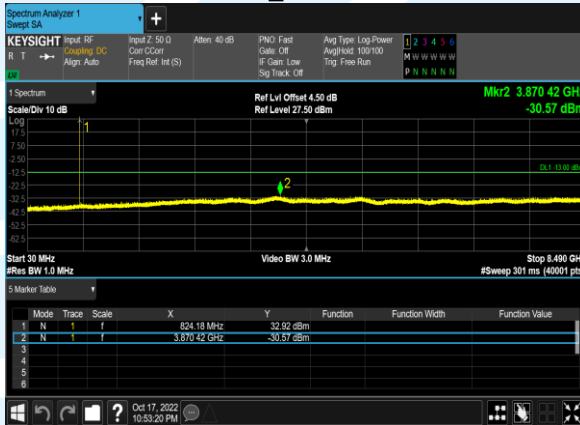 Spectrum Analyzer 1
Swept SA
KEYSIGHT Input: RF Input Z: 50 Ω Atten: 40 dB PNO: Fast Avg Type: Log-Power 1 2 3 4 5 6
R T Coupling: DC Corr CCorr Gate: Off Avg|Hold: 100/100 M W W W W W
Align: Auto Freq Ref: Int (S) IF Gain: Low Trig: Free Run
Sig Track: Off P N N N N N
1 Spectrum Ref Lvl Offset 4.50 dB Mkr2 3.870 42 GH
Scale/Div 10 dB Ref Level 27.50 dBm -30.57 dBm
Log
17.5
7.50
-2.50
DL1 -13.00 dB
-12.5
-22.5
-32.5
-42.5
-52.5
-62.5
1
2
Start 30 MHz Video BW 3.0 MHz Stop 8.490 GH
#Res BW 1.0 MHz #Sweep 301 ms (40001 pts
5 Marker Table
Mode Trace Scale X Y Function Function Width Function Value
1 N 1 f 824.18 MHz 32.92 dBm
2 N 1 f 3.870 42 GHz -30.57 dBm
3
4
5
6
? Oct 17, 2022
10:53:20 PM